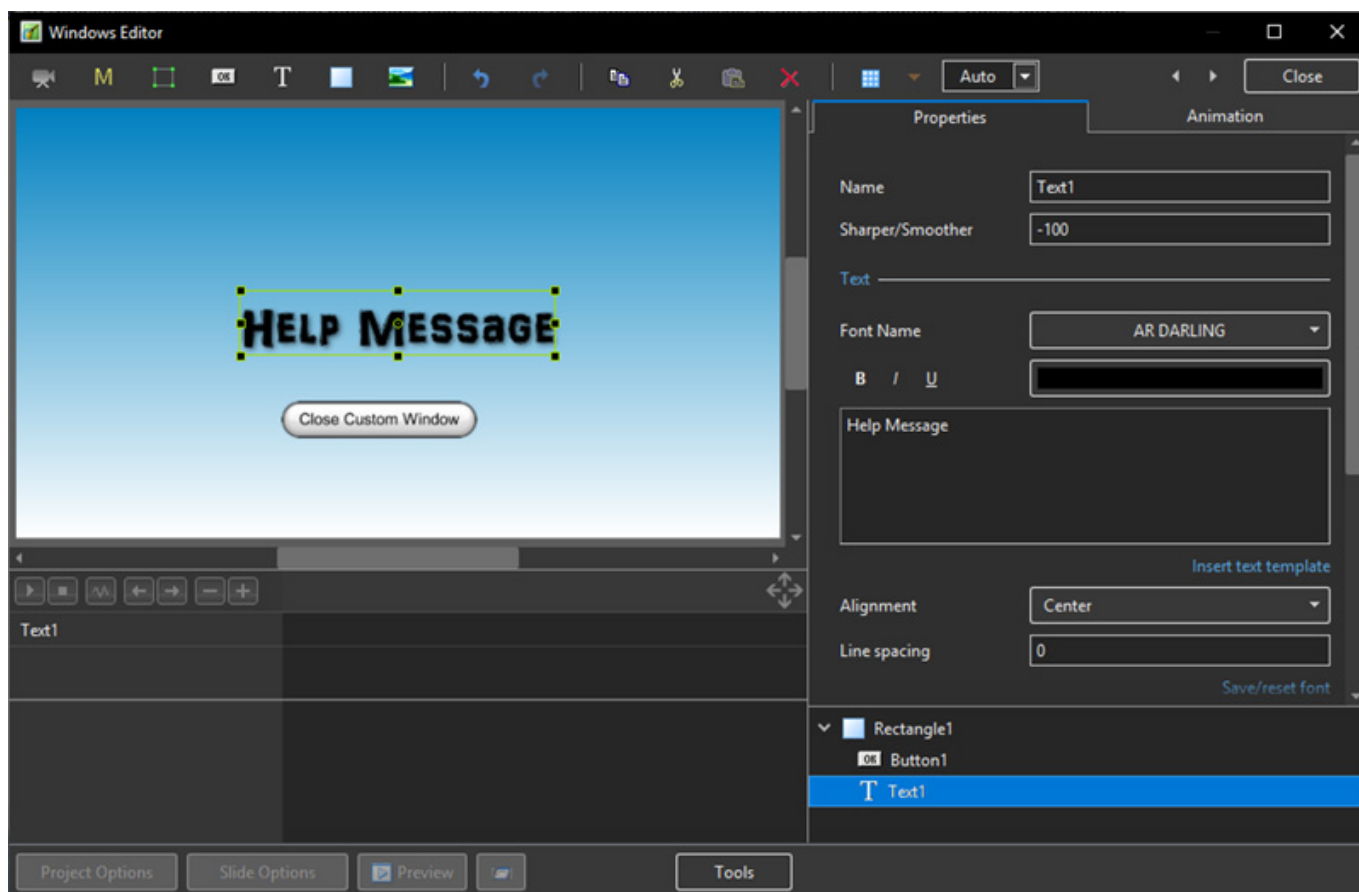 Windows Editor
M
OK
T
Auto
Close
Properties
Animation
Name
Text1
Sharper/Smoother
-100
Text
Font Name
AR DARLING
B I U
Help Message
Insert text template
Alignment
Center
Line spacing
0
Save/reset font
Help Message
Close Custom Window
Text1
Rectangle1
OK Button1
T Text1
Project Options
Slide Options
Preview
Tools